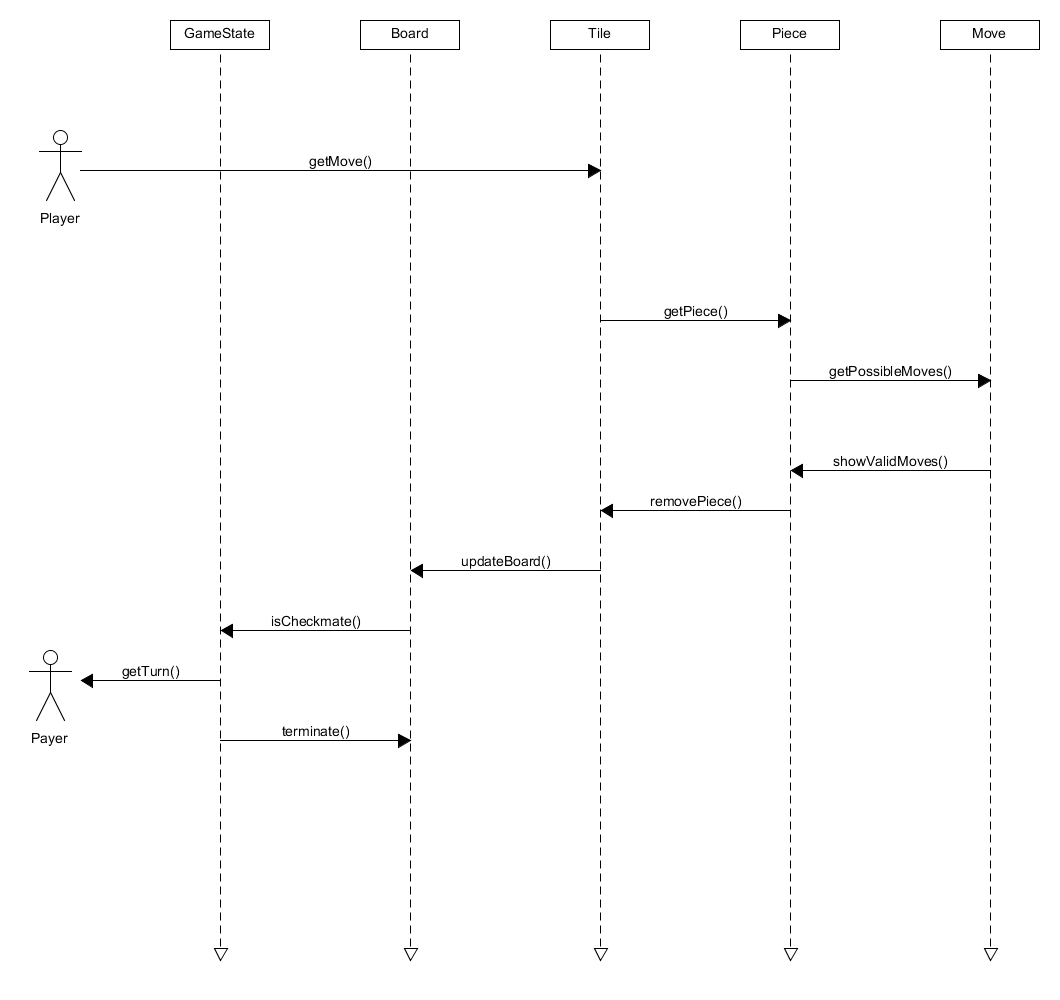 GameState
Board
Tile
Piece
Move
getMove()
Player
getPiece()
getPossibleMoves()
showValidMoves()
removePiece()
updateBoard()
isCheckmate()
getTurn()
Payer
terminate()